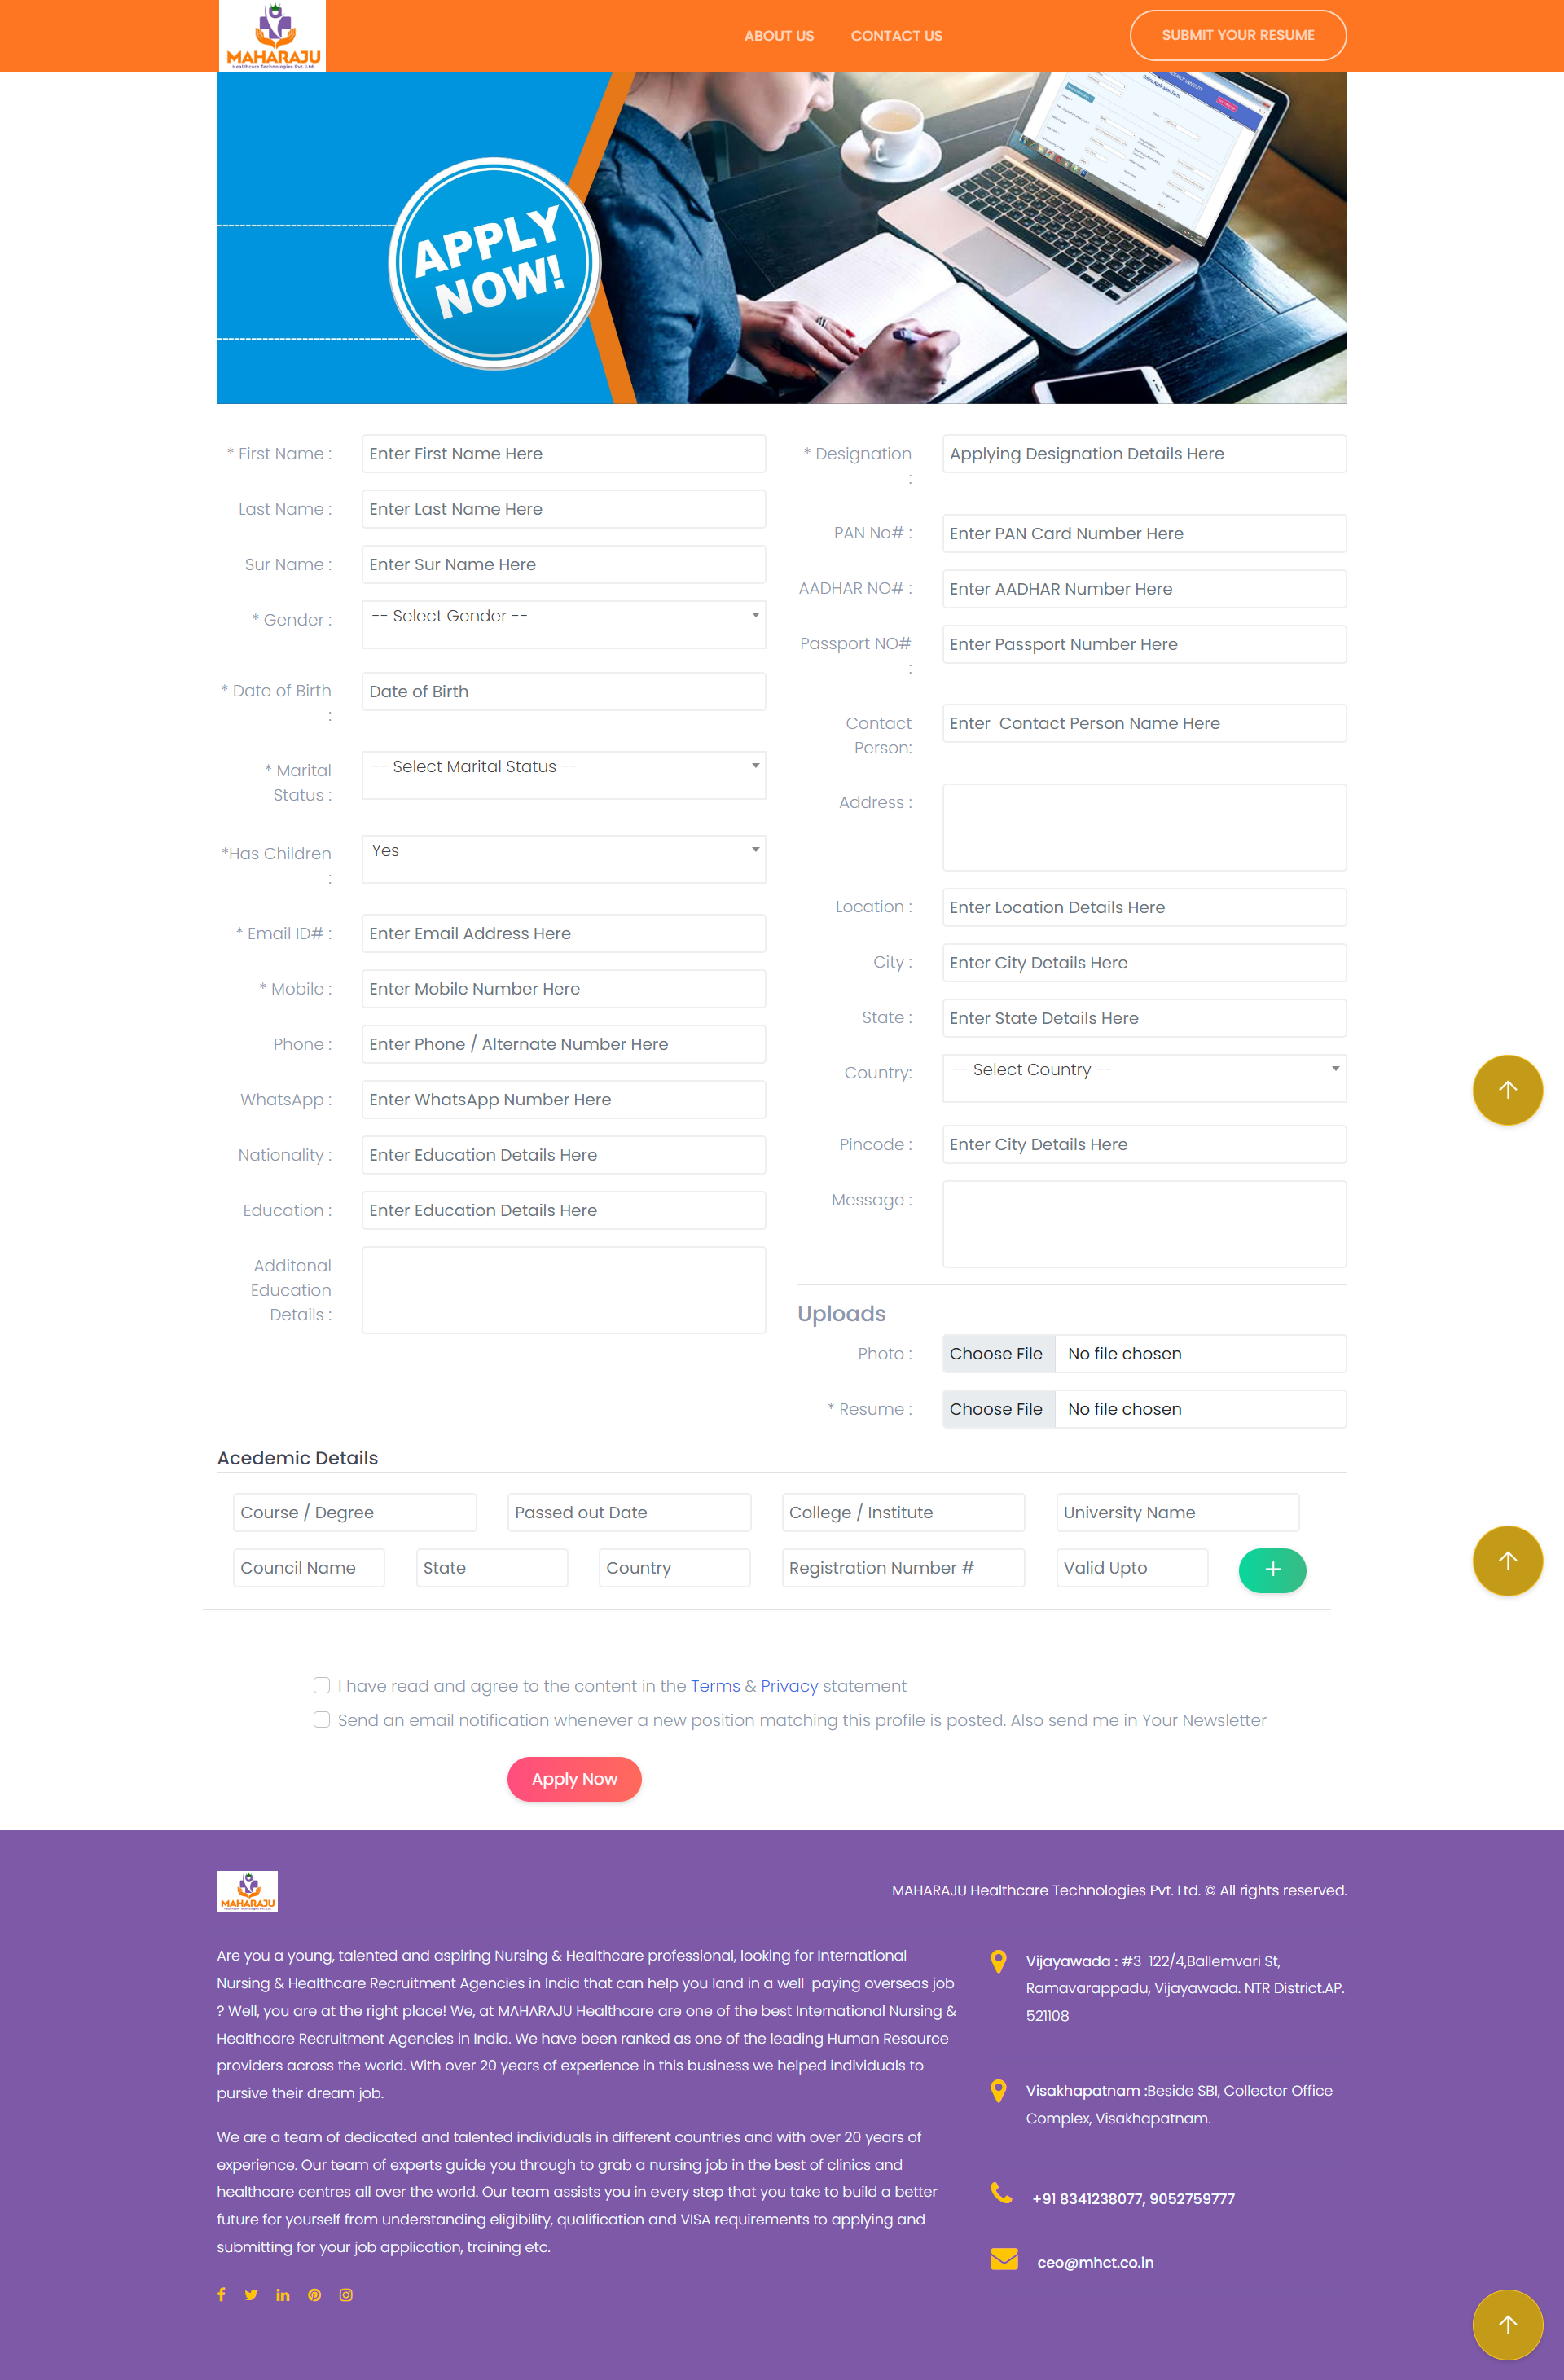 MAHARAJU
Healthcare Technologies Pvt. Ltd.
ABOUT US
CONTACT US
SUBMIT YOUR RESUME
APPLY
NOW!
* First Name :
Enter First Name Here
Last Name :
Enter Last Name Here
Sur Name :
Enter Sur Name Here
* Gender :
-- Select Gender --
* Date of Birth
:
Date of Birth
* Marital
Status :
-- Select Marital Status --
*Has Children
:
Yes
* Email ID# :
Enter Email Address Here
* Mobile :
Enter Mobile Number Here
Phone :
Enter Phone / Alternate Number Here
WhatsApp :
Enter WhatsApp Number Here
Nationality :
Enter Education Details Here
Education :
Enter Education Details Here
Additonal
Education
Details :
* Designation
:
Applying Designation Details Here
PAN No# :
Enter PAN Card Number Here
AADHAR NO# :
Enter AADHAR Number Here
Passport NO#
:
Enter Passport Number Here
Contact
Person:
Enter  Contact Person Name Here
Address :
Location :
Enter Location Details Here
City :
Enter City Details Here
State :
Enter State Details Here
Country:
-- Select Country --
Pincode :
Enter City Details Here
Message :
Uploads
Photo :
Choose File No file chosen
* Resume :
Choose File No file chosen
Acedemic Details
Course / Degree
Passed out Date
College / Institute
University Name
Council Name
State
Country
Registration Number #
Valid Upto
+
I have read and agree to the content in the Terms & Privacy statement
Send an email notification whenever a new position matching this profile is posted. Also send me in Your Newsletter
Apply Now
MAHARAJU
MAHARAJU Healthcare Technologies Pvt. Ltd. © All rights reserved.
Are you a young, talented and aspiring Nursing & Healthcare professional, looking for International
Nursing & Healthcare Recruitment Agencies in India that can help you land in a well-paying overseas job
? Well, you are at the right place! We, at MAHARAJU Healthcare are one of the best International Nursing &
Healthcare Recruitment Agencies in India. We have been ranked as one of the leading Human Resource
providers across the world. With over 20 years of experience in this business we helped individuals to
pursive their dream job.
We are a team of dedicated and talented individuals in different countries and with over 20 years of
experience. Our team of experts guide you through to grab a nursing job in the best of clinics and
healthcare centres all over the world. Our team assists you in every step that you take to build a better
future for yourself from understanding eligibility, qualification and VISA requirements to applying and
submitting for your job application, training etc.
Vijayawada : #3-122/4,Ballemvari St,
Ramavarappadu, Vijayawada. NTR District.AP.
521108
Visakhapatnam :Beside SBI, Collector Office
Complex, Visakhapatnam.
+91 8341238077, 9052759777
ceo@mhct.co.in